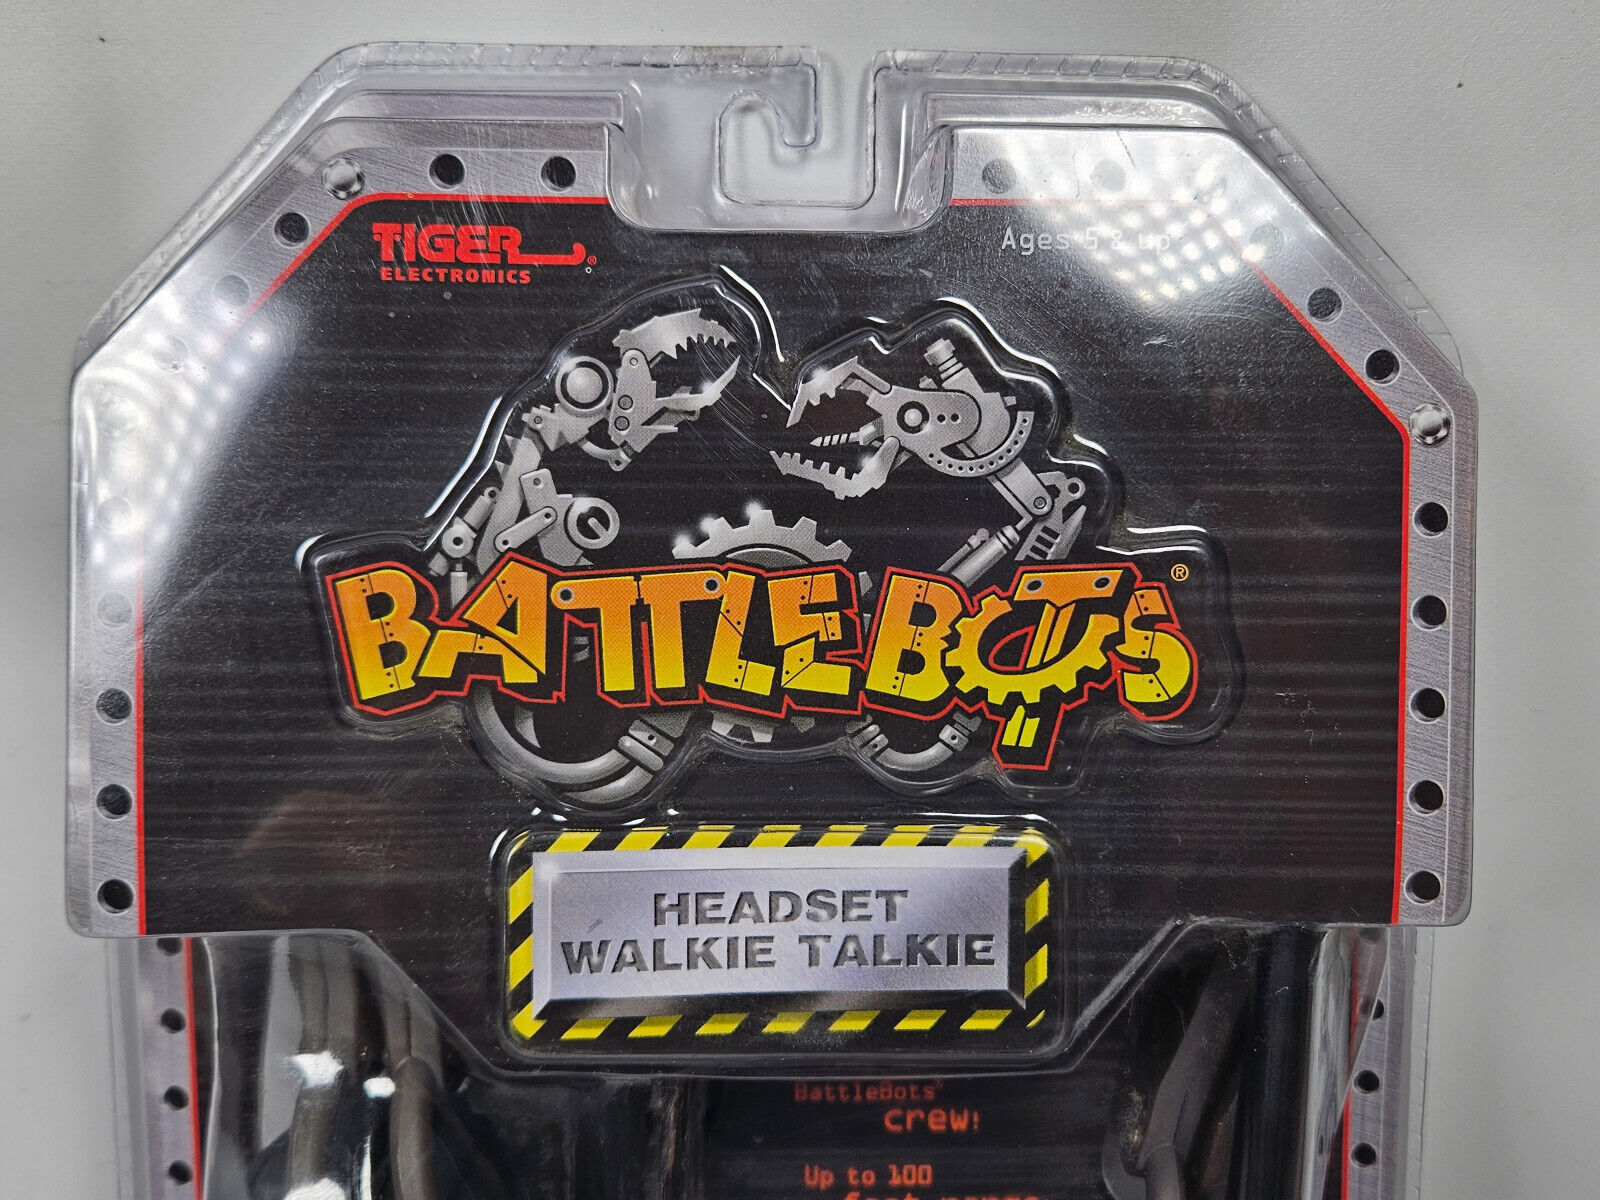 TIGER®
ELECTRONICS
Ages 5 & up
BATTLEBOTS®
HEADSET
WALKIE TALKIE
BattleBots®
crew!
Up to 100
feet range